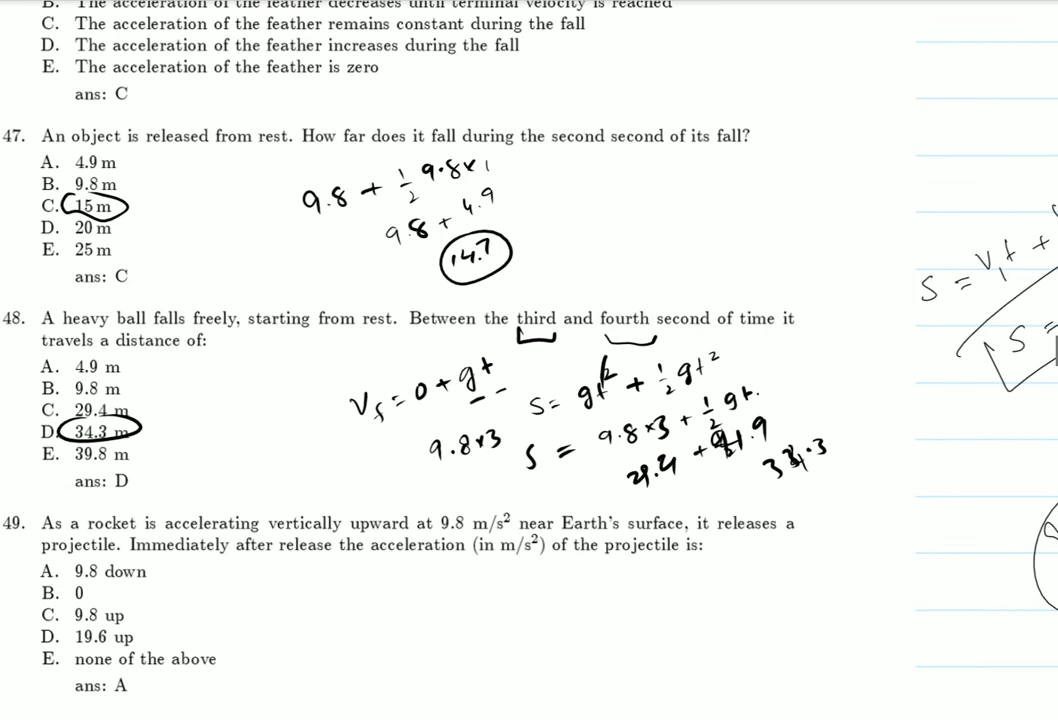 B. The acceleration of the feather decreases until terminal velocity is reached
C. The acceleration of the feather remains constant during the fall
D. The acceleration of the feather increases during the fall
E. The acceleration of the feather is zero
ans: C
47. An object is released from rest. How far does it fall during the second second of its fall?
A. 4.9 m
B. 9.8 m
C. 15 m
D. 20 m
E. 25 m
ans: C
9.8 + 1/2 9.8×1
9.8 + 4.9
14.7
48. A heavy ball falls freely, starting from rest. Between the third and fourth second of time it
travels a distance of:
A. 4.9 m
B. 9.8 m
C. 29.4 m
D. 34.3 m
E. 39.8 m
ans: D
Vf = 0 + gt
9.8×3
S = gt + 1/2 gt²
S = 9.8×3 + 1/2 gt.
29.4 +
S = V₁t +
S =
49. As a rocket is accelerating vertically upward at 9.8 m/s² near Earth's surface, it releases a
projectile. Immediately after release the acceleration (in m/s²) of the projectile is:
A. 9.8 down
B. 0
C. 9.8 up
D. 19.6 up
E. none of the above
ans: A